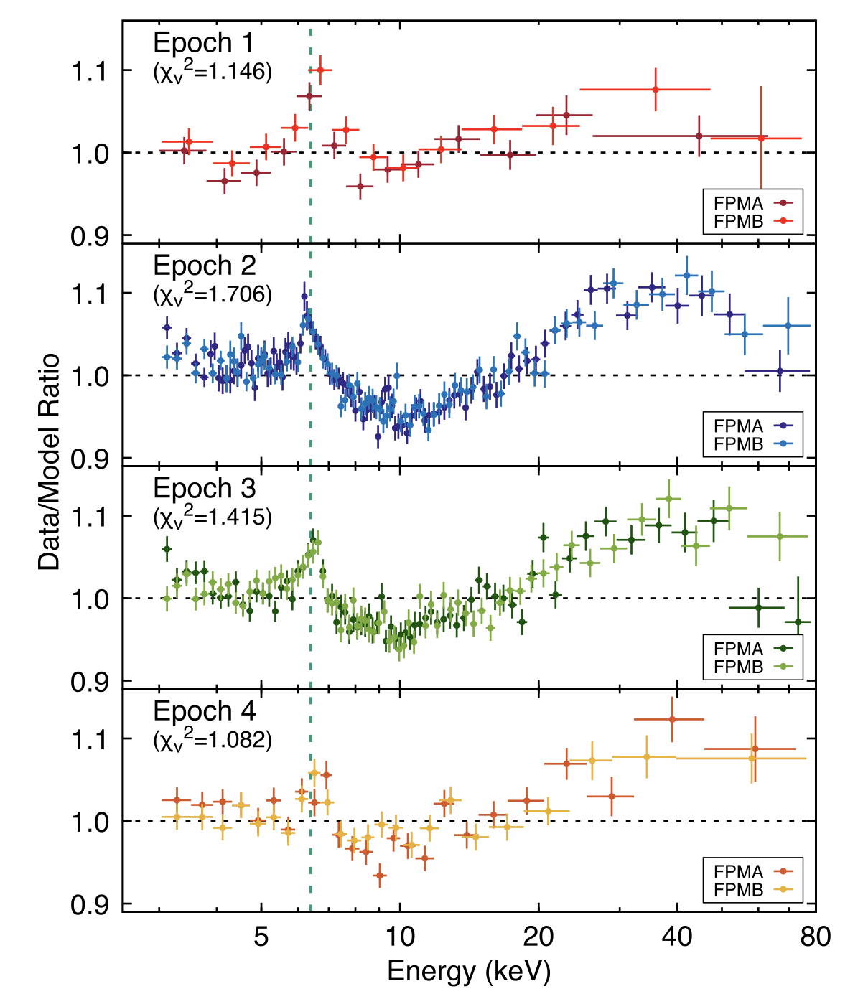 Epoch 1
(χν²=1.146)
1.1
1.0
0.9
FPMA
FPMB
Epoch 2
(χν²=1.706)
1.1
1.0
0.9
FPMA
FPMB
Data/Model Ratio
Epoch 3
(χν²=1.415)
1.1
1.0
0.9
FPMA
FPMB
Epoch 4
(χν²=1.082)
1.1
1.0
0.9
FPMA
FPMB
5 10 20 40 80
Energy (keV)